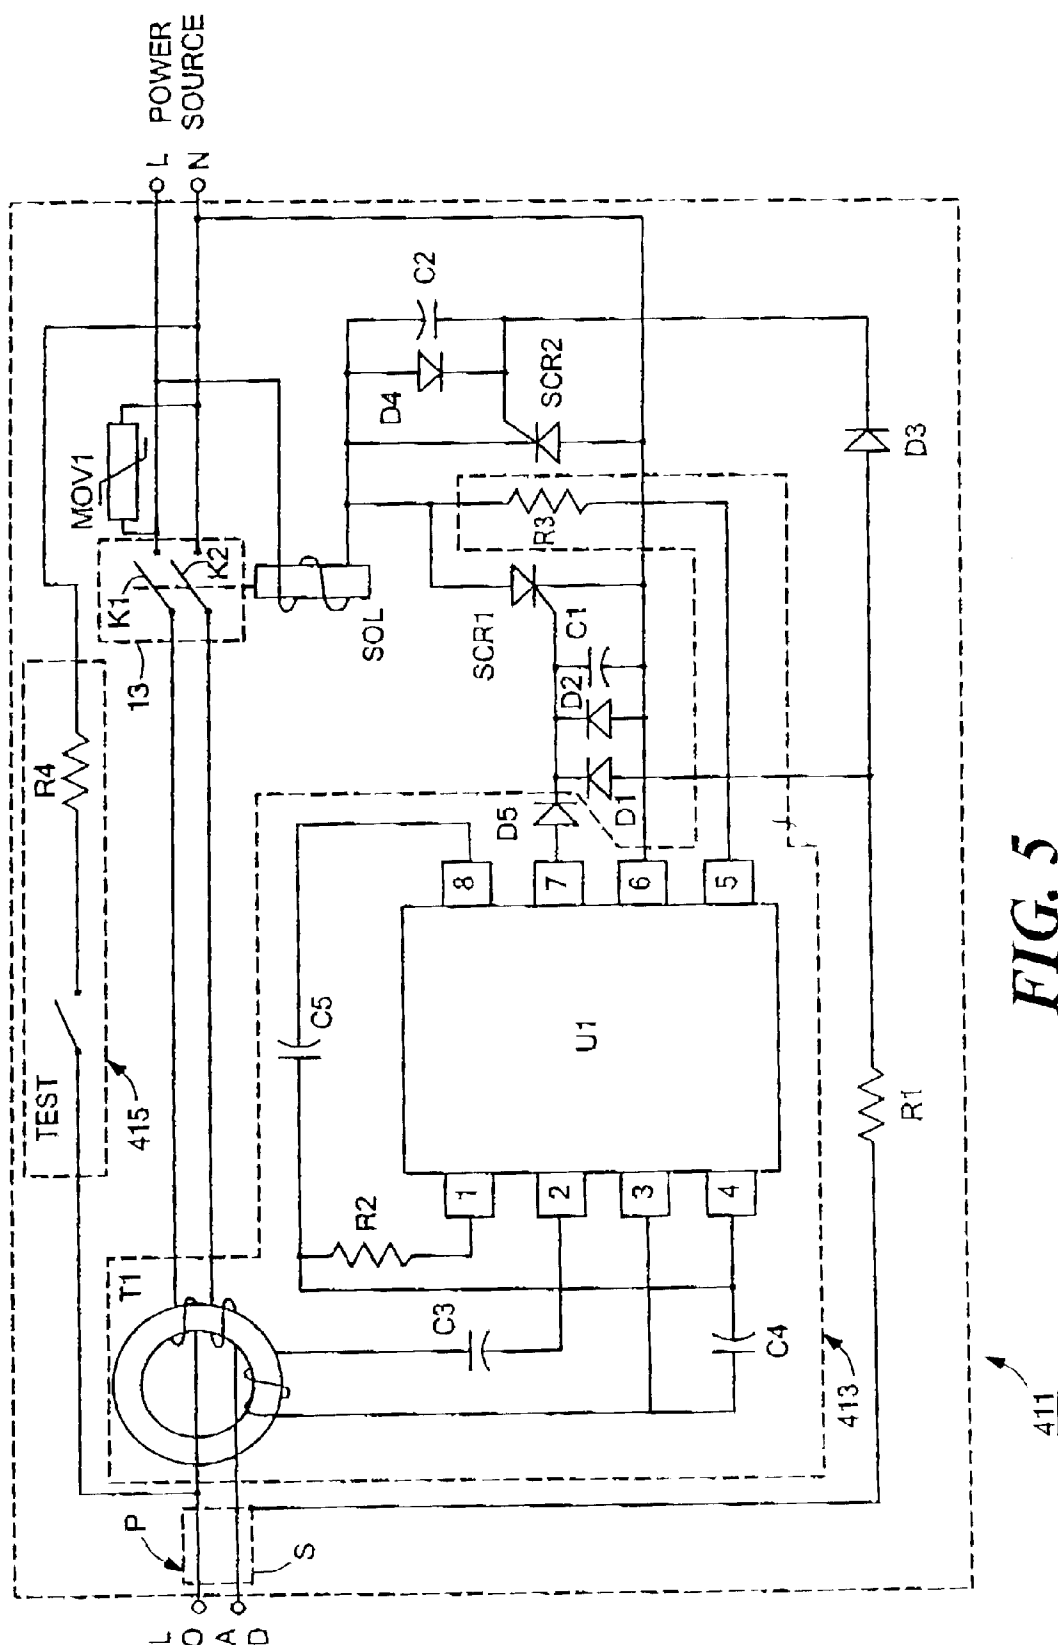 L POWER
N SOURCE
MOV1
K1
K2
13
SOL
C2
D4
SCR2
R3
SCR1
C1
D2
D1
D5
D3
R4
TEST
415
C5
8
7
6
5
U1
1
2
3
4
R2
R1
T1
C3
C4
413
P
S
LOAD
411
FIG. 5